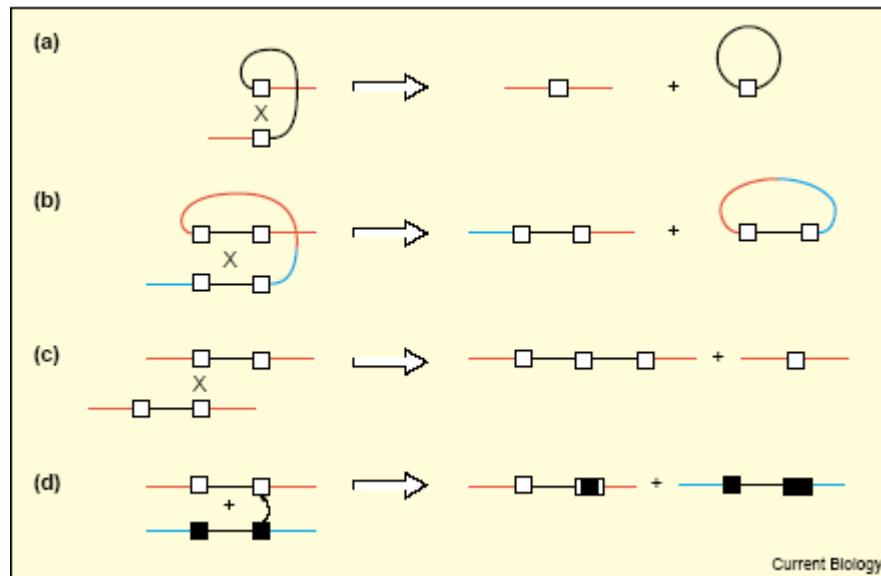 (a)
X
+
(b)
X
+
(c)
X
+
(d)
+
+
Current Biology